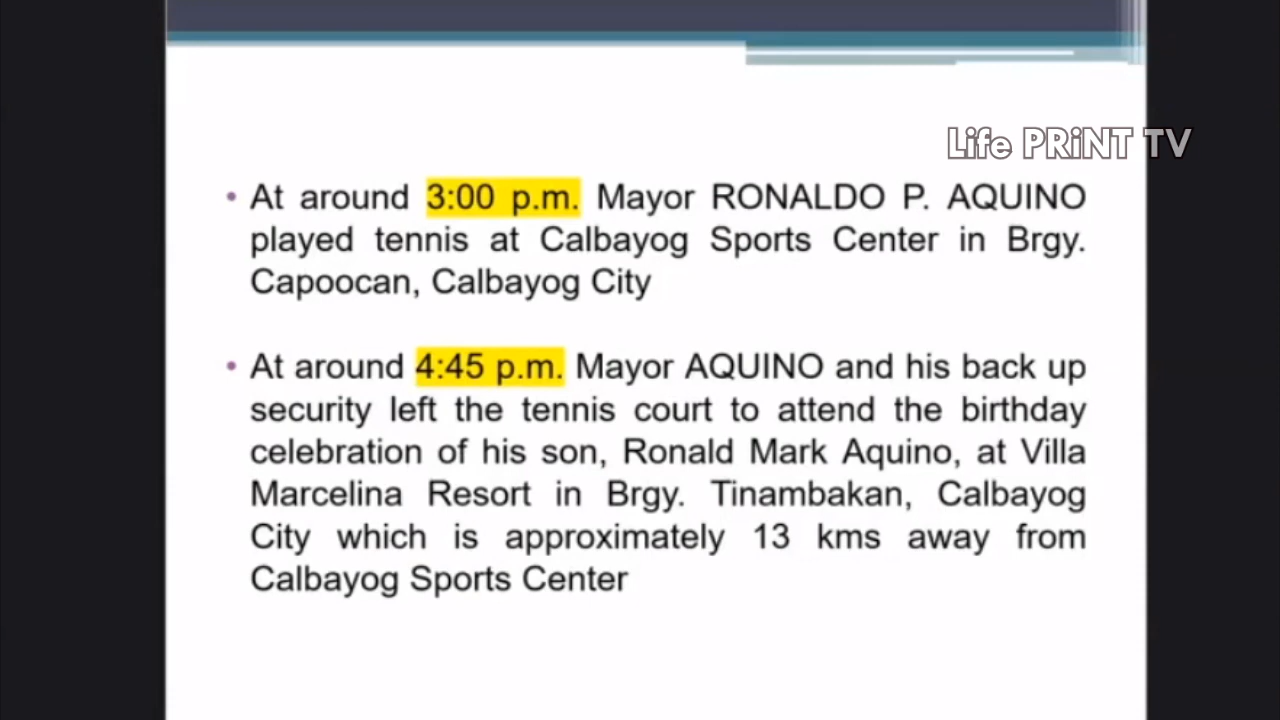 Life PRiNT TV
• At around 3:00 p.m. Mayor RONALDO P. AQUINO
played tennis at Calbayog Sports Center in Brgy.
Capoocan, Calbayog City
• At around 4:45 p.m. Mayor AQUINO and his back up
security left the tennis court to attend the birthday
celebration of his son, Ronald Mark Aquino, at Villa
Marcelina Resort in Brgy. Tinambakan, Calbayog
City which is approximately 13 kms away from
Calbayog Sports Center